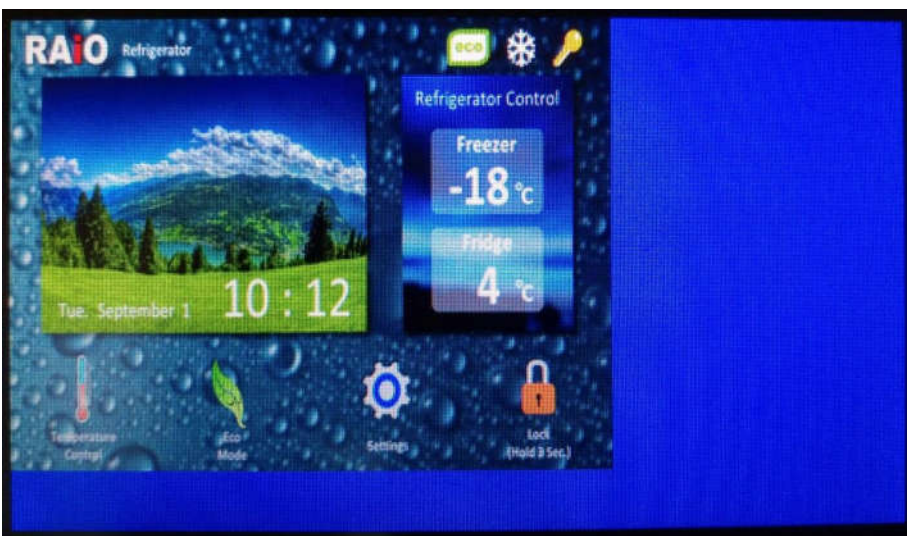 RAiO Refrigerator
eco
Refrigerator Control
Freezer
-18 °C
Fridge
4 °C
Tue. September 1 10 : 12
Temperature
Control
Eco
Mode
Settings
Lock
(Hold 3 Sec.)